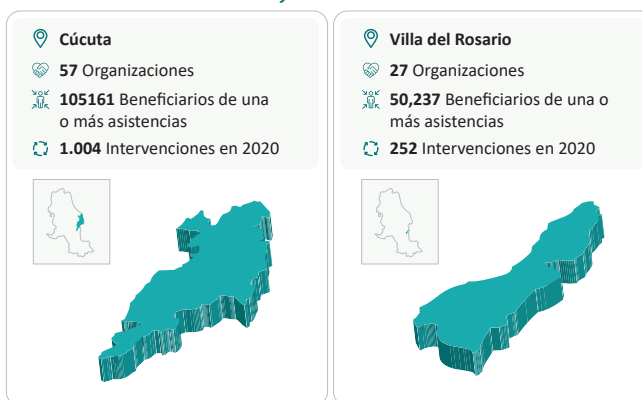 Cúcuta
57 Organizaciones
105161 Beneficiarios de una
o más asistencias
1.004 Intervenciones en 2020
Villa del Rosario
27 Organizaciones
50,237 Beneficiarios de una o
más asistencias
252 Intervenciones en 2020